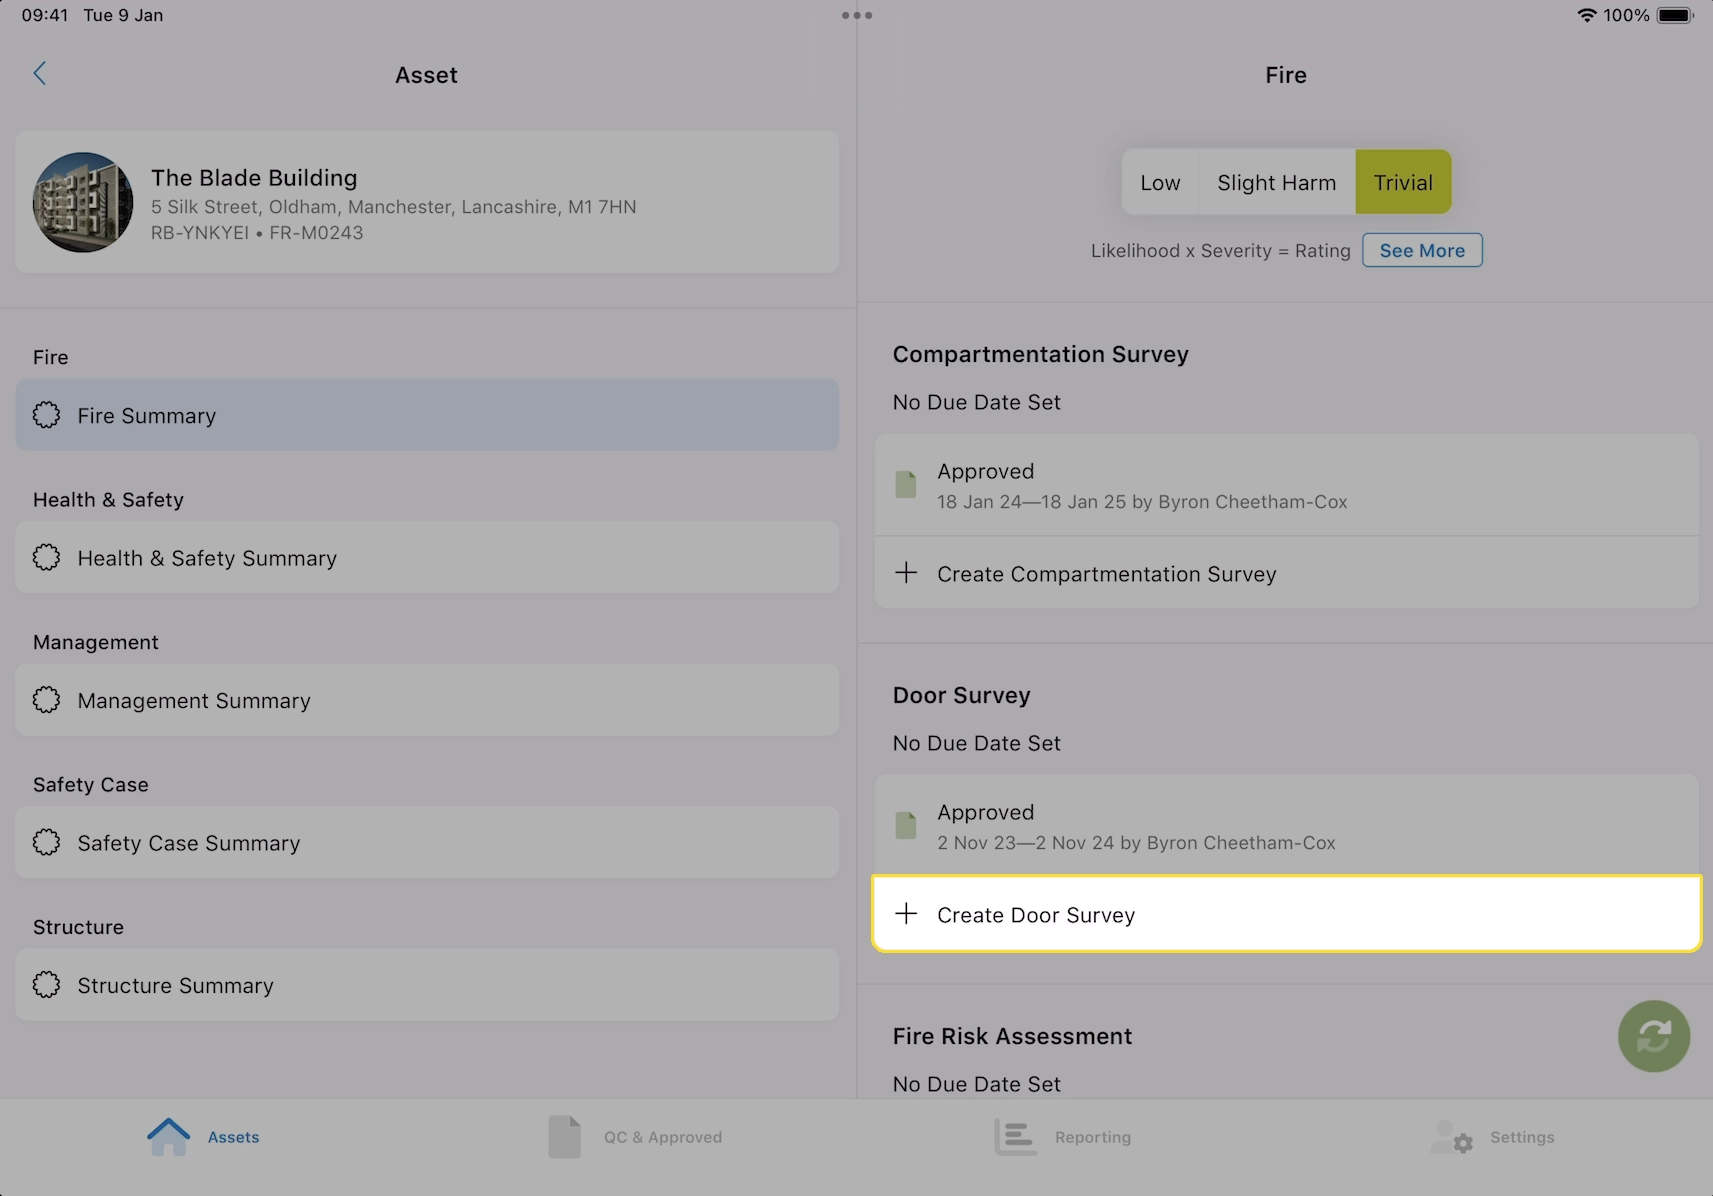 09:41 Tue 9 Jan
100%
Asset
The Blade Building
5 Silk Street, Oldham, Manchester, Lancashire, M1 7HN
RB-YNKYEI • FR-M0243
Fire
Fire Summary
Health & Safety
Health & Safety Summary
Management
Management Summary
Safety Case
Safety Case Summary
Structure
Structure Summary
Fire
Low Slight Harm Trivial
Likelihood x Severity = Rating See More
Compartmentation Survey
No Due Date Set
Approved
18 Jan 24—18 Jan 25 by Byron Cheetham-Cox
Create Compartmentation Survey
Door Survey
No Due Date Set
Approved
2 Nov 23—2 Nov 24 by Byron Cheetham-Cox
Create Door Survey
Fire Risk Assessment
No Due Date Set
Assets QC & Approved Reporting Settings